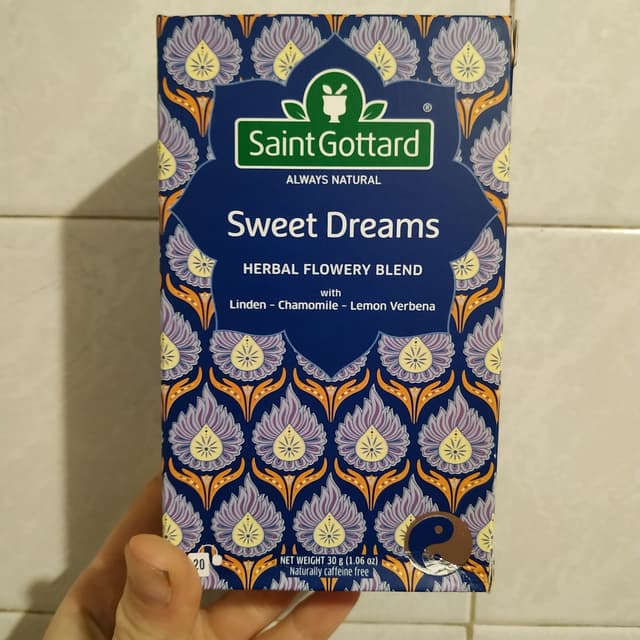 SaintGottard®
ALWAYS NATURAL
Sweet Dreams
HERBAL FLOWERY BLEND
with
Linden - Chamomile - Lemon Verbena
20
NET WEIGHT 30 g (1.06 oz)
Naturally caffeine free